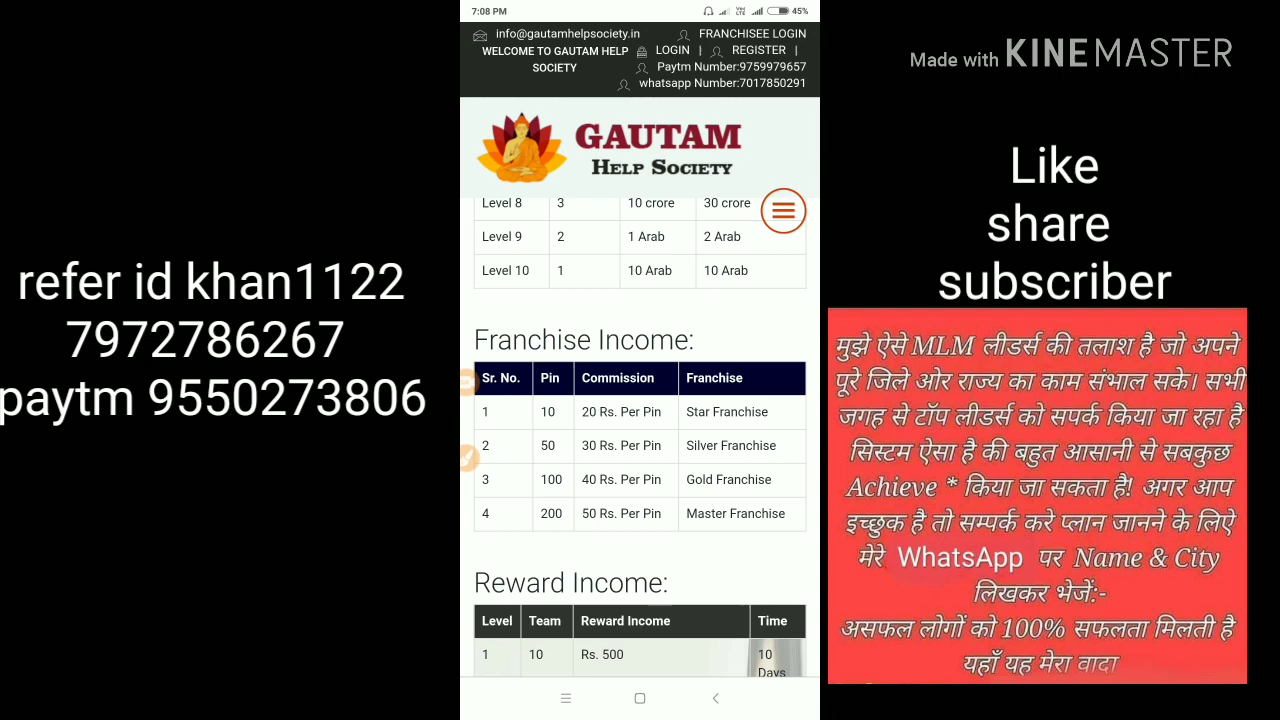 refer id khan1122
7972786267
paytm 9550273806
7:08 PM
45%
info@gautamhelpsociety.in
WELCOME TO GAUTAM HELP
SOCIETY
FRANCHISEE LOGIN
LOGIN | REGISTER |
Paytm Number:9759979657
whatsapp Number:7017850291
GAUTAM
HELP SOCIETY
Level 8 3 10 crore 30 crore
Level 9 2 1 Arab 2 Arab
Level 10 1 10 Arab 10 Arab
Franchise Income:
Sr. No. Pin Commission Franchise
1 10 20 Rs. Per Pin Star Franchise
2 50 30 Rs. Per Pin Silver Franchise
3 100 40 Rs. Per Pin Gold Franchise
4 200 50 Rs. Per Pin Master Franchise
Reward Income:
Level Team Reward Income Time
1 10 Rs. 500 10
Days
Made with KINEMASTER
Like
share
subscriber
मुझे ऐसे MLM लीडर्स की तलाश है जो अपने
पूरे जिले ओर राज्य का काम संभाल सके। सभी
जगह से टॉप लीडर्स को सपर्क किया जा रहा है
सिस्टम ऐसा है की बहुत आसानी से सबकुछ
Achieve * किया जा सकता है! अगर आप
इच्छुक है तो सम्पर्क करे प्लान जानने के लिऐ
मेरे WhatsApp पर Name & City
लिखकर भेजें:-
असफल लोगों को 100% सफलता मिलती है
यहाँ यह मेरा वादा